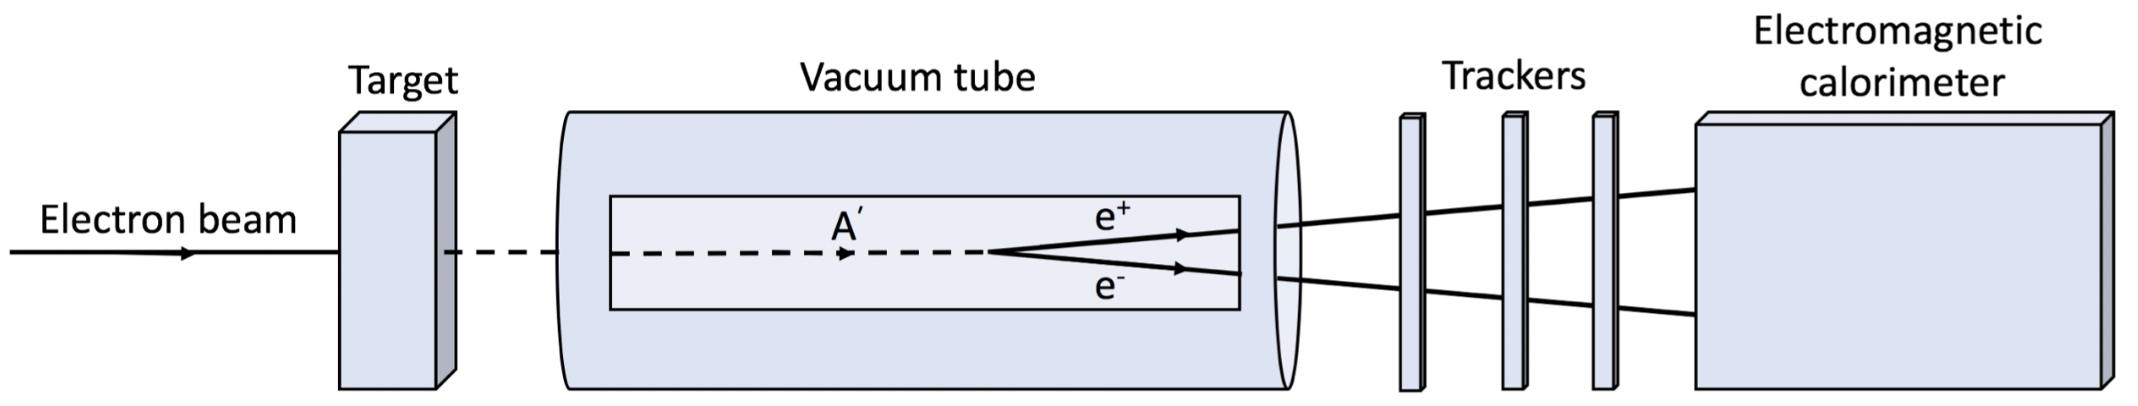 Electromagnetic
calorimeter
Target
Vacuum tube
Trackers
Electron beam
A′
e⁺
e⁻